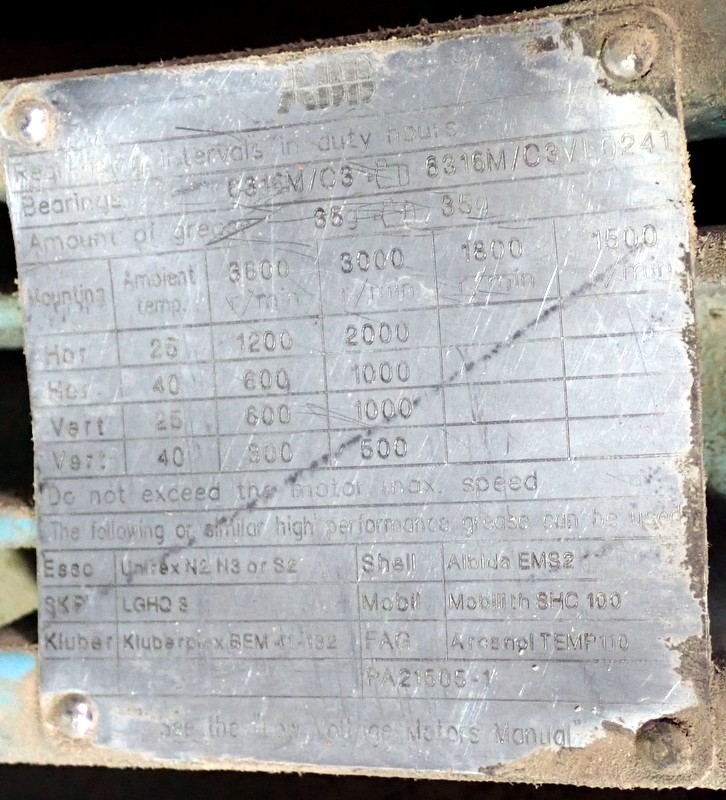 ABB
Regreasing intervals in duty hours
Bearings 6316M/C3 6316M/C3VL0241
Amount of grease 35g 35g
Mounting Ambient temp. 3600 r/min 3000 r/min 1800 r/min 1500 r/min
Hor. 25 1200 2000
Hor. 40 600 1000
Vert 25 600 1000
Vert 40 300 500
Do not exceed the motor max. speed
The following or similar high performance grease can be used
Esso Unirex N2 N3 or S2 Shell Albida EMS2
SKF LGHQ 3 Mobil Mobilith SHC 100
Kluber Kluberplex BEM 41-132 FAG Arcanol TEMP110
PA21505-1
See the "Low Voltage Motors Manual"